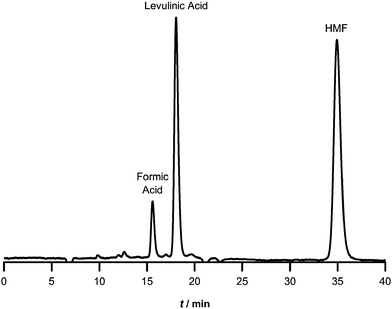 Levulinic Acid
HMF
Formic
Acid
0 5 10 15 20 25 30 35 40
t / min